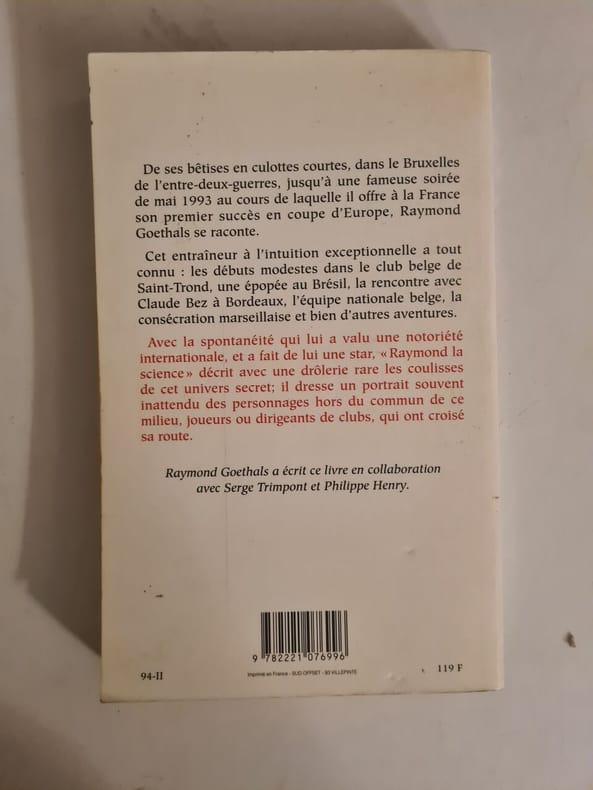 De ses bêtises en culottes courtes, dans le Bruxelles
de l'entre-deux-guerres, jusqu'à une fameuse soirée
de mai 1993 au cours de laquelle il offre à la France
son premier succès en coupe d'Europe, Raymond
Goethals se raconte.
Cet entraîneur à l'intuition exceptionnelle a tout
connu : les débuts modestes dans le club belge de
Saint-Trond, une épopée au Brésil, la rencontre avec
Claude Bez à Bordeaux, l'équipe nationale belge, la
consécration marseillaise et bien d'autres aventures.
Avec la spontanéité qui lui a valu une notoriété
internationale, et a fait de lui une star, «Raymond la
science» décrit avec une drôlerie rare les coulisses
de cet univers secret; il dresse un portrait souvent
inattendu des personnages hors du commun de ce
milieu, joueurs ou dirigeants de clubs, qui ont croisé
sa route.
Raymond Goethals a écrit ce livre en collaboration
avec Serge Trimpont et Philippe Henry.
9 782221 076996
94-II
Imprimé en France - SUD OFFSET - 93 VILLEPINTE
119 F